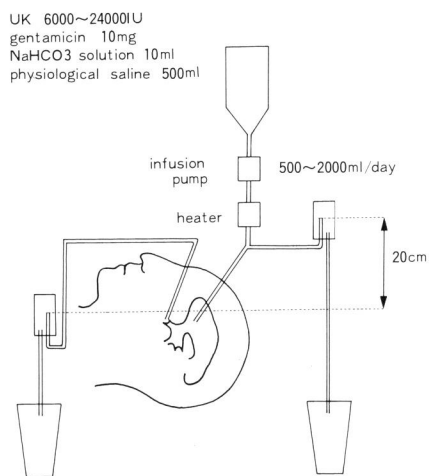 UK 6000~24000IU
gentamicin 10mg
NaHCO3 solution 10ml
physiological saline 500ml
infusion
pump
500~2000ml/day
heater
20cm